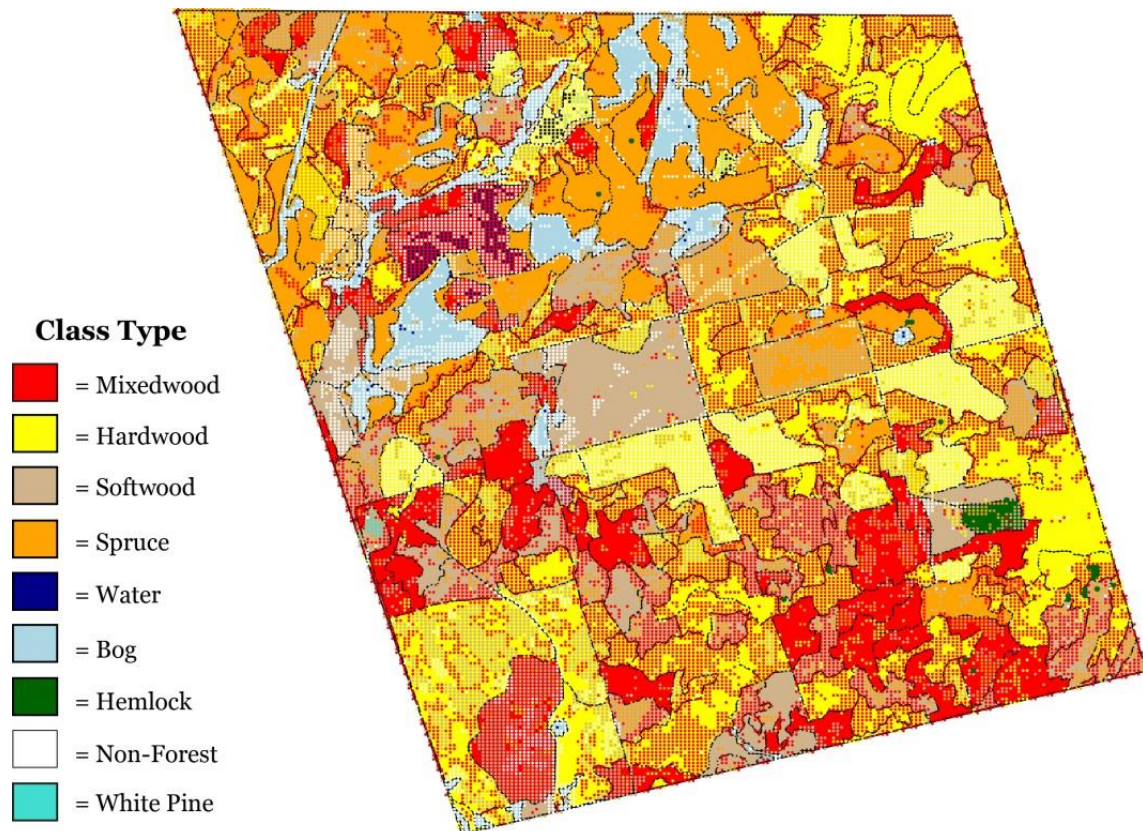 Class Type
= Mixedwood
= Hardwood
= Softwood
= Spruce
= Water
= Bog
= Hemlock
= Non-Forest
= White Pine